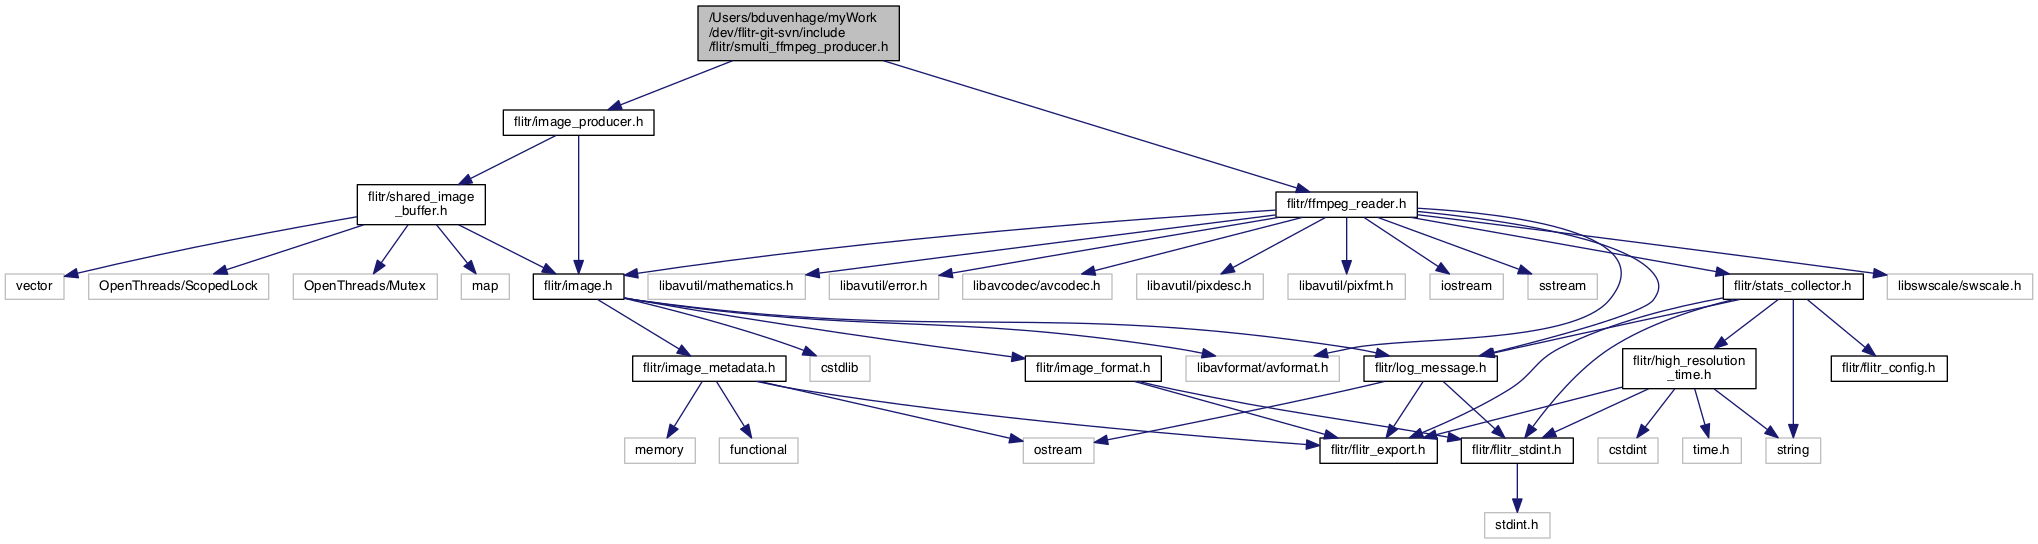 /Users/bduvenhage/myWork
/dev/flitr-git-svn/include
/flitr/smulti_ffmpeg_producer.h
flitr/image_producer.h
flitr/shared_image
_buffer.h
flitr/ffmpeg_reader.h
vector
OpenThreads/ScopedLock
OpenThreads/Mutex
map
flitr/image.h
libavutil/mathematics.h
libavutil/error.h
libavcodec/avcodec.h
libavutil/pixdesc.h
libavutil/pixfmt.h
iostream
sstream
flitr/stats_collector.h
libswscale/swscale.h
flitr/image_metadata.h
cstdlib
flitr/image_format.h
libavformat/avformat.h
flitr/log_message.h
flitr/high_resolution
_time.h
flitr/flitr_config.h
memory
functional
ostream
flitr/flitr_export.h
flitr/flitr_stdint.h
cstdint
time.h
string
stdint.h